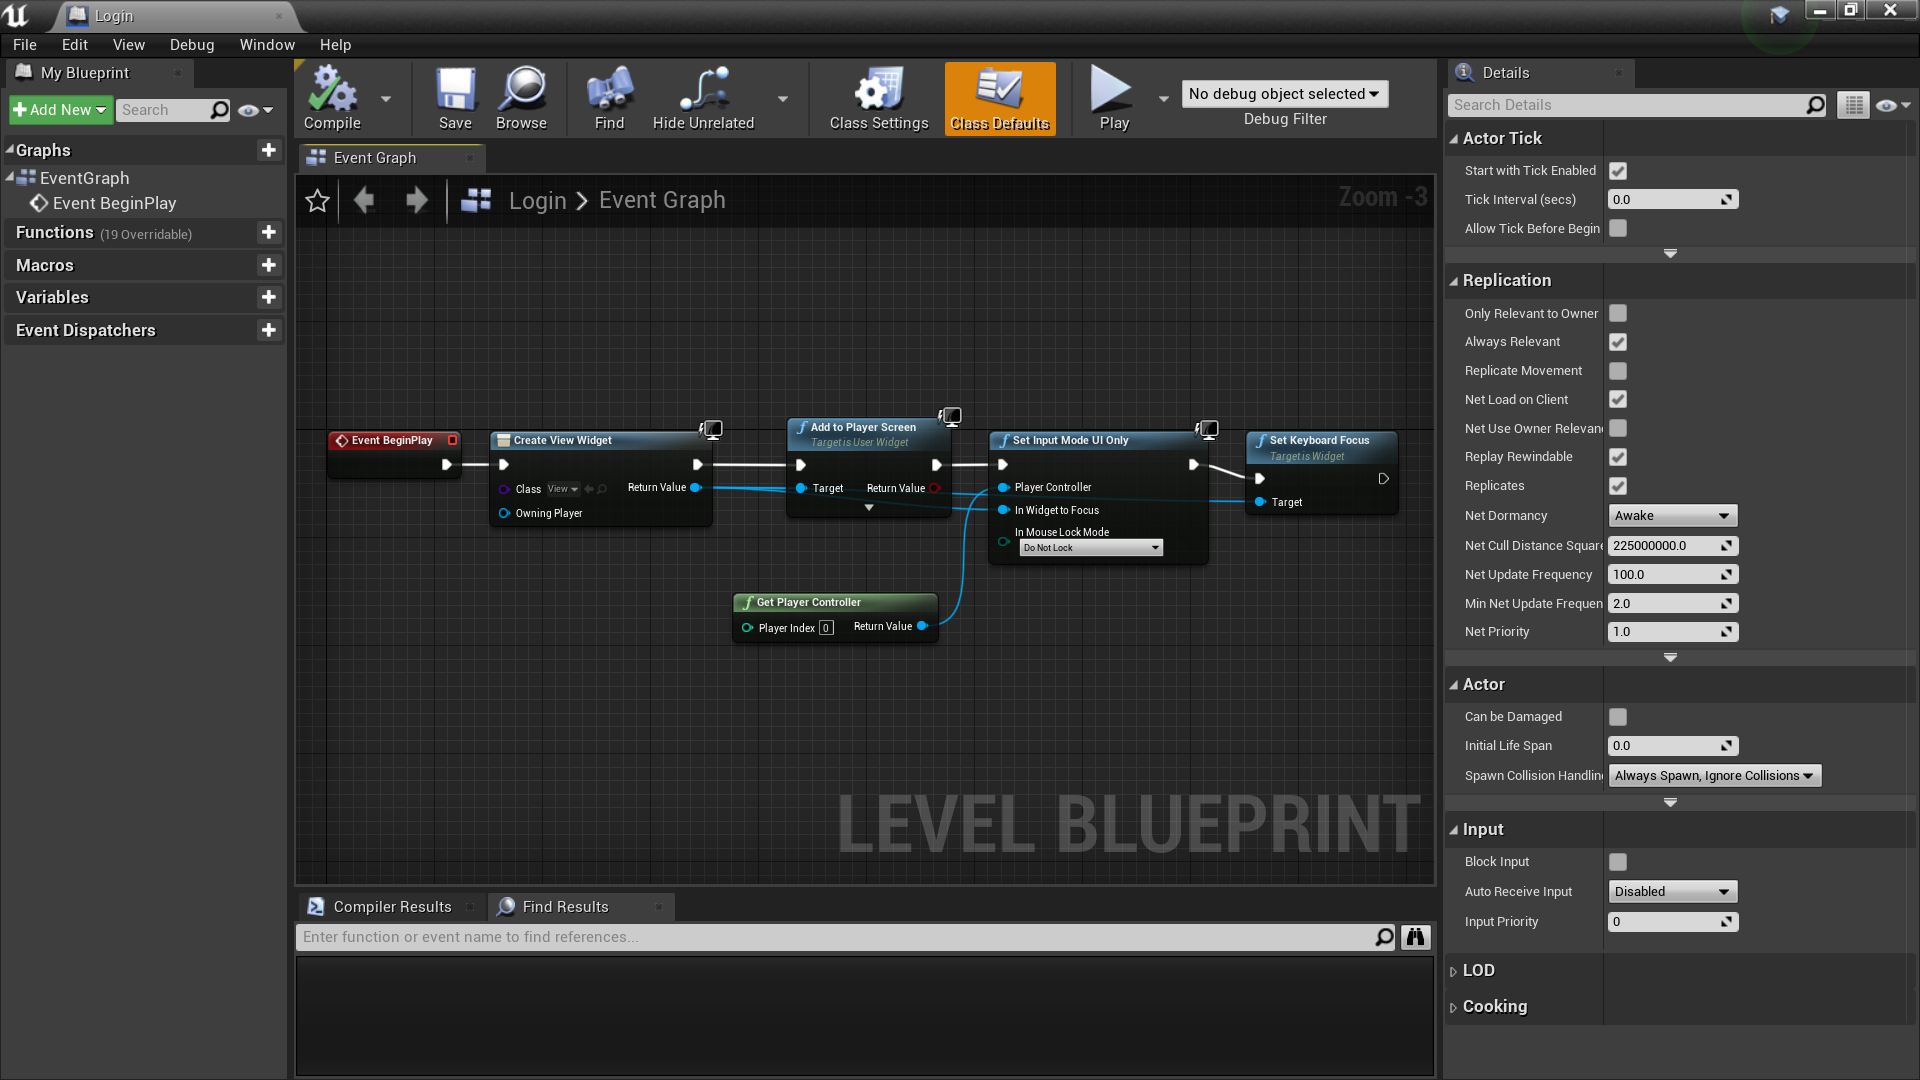 Login
File Edit View Debug Window Help
My Blueprint
Add New
Search
Graphs
EventGraph
Event BeginPlay
Functions (19 Overridable)
Macros
Variables
Event Dispatchers
Compile
Save
Browse
Find
Hide Unrelated
Class Settings
Class Defaults
Play
No debug object selected
Debug Filter
Event Graph
Login > Event Graph
Zoom -3
Event BeginPlay
Create View Widget
Class View
Return Value
Owning Player
Add to Player Screen
Target is User Widget
Target
Return Value
Set Input Mode UI Only
Player Controller
In Widget to Focus
In Mouse Lock Mode
Do Not Lock
Set Keyboard Focus
Target is Widget
Target
Get Player Controller
Player Index 0
Return Value
LEVEL BLUEPRINT
Compiler Results
Find Results
Enter function or event name to find references...
Details
Search Details
Actor Tick
Start with Tick Enabled
Tick Interval (secs) 0.0
Allow Tick Before Begin
Replication
Only Relevant to Owner
Always Relevant
Replicate Movement
Net Load on Client
Net Use Owner Relevan
Replay Rewindable
Replicates
Net Dormancy Awake
Net Cull Distance Square 225000000.0
Net Update Frequency 100.0
Min Net Update Frequen 2.0
Net Priority 1.0
Actor
Can be Damaged
Initial Life Span 0.0
Spawn Collision Handling Always Spawn, Ignore Collisions
Input
Block Input
Auto Receive Input Disabled
Input Priority 0
LOD
Cooking